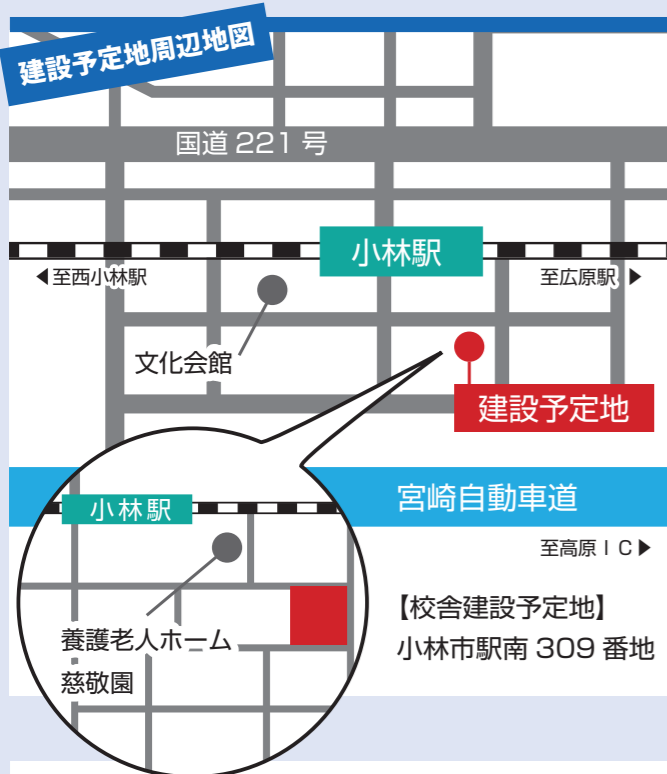 建設予定地周辺地図
国道 221 号
小林駅
◀至西小林駅
至広原駅 ▶
文化会館
建設予定地
宮崎自動車道
小林駅
至高原 I C ▶
【校舎建設予定地】
小林市駅南 309 番地
養護老人ホーム
慈敬園